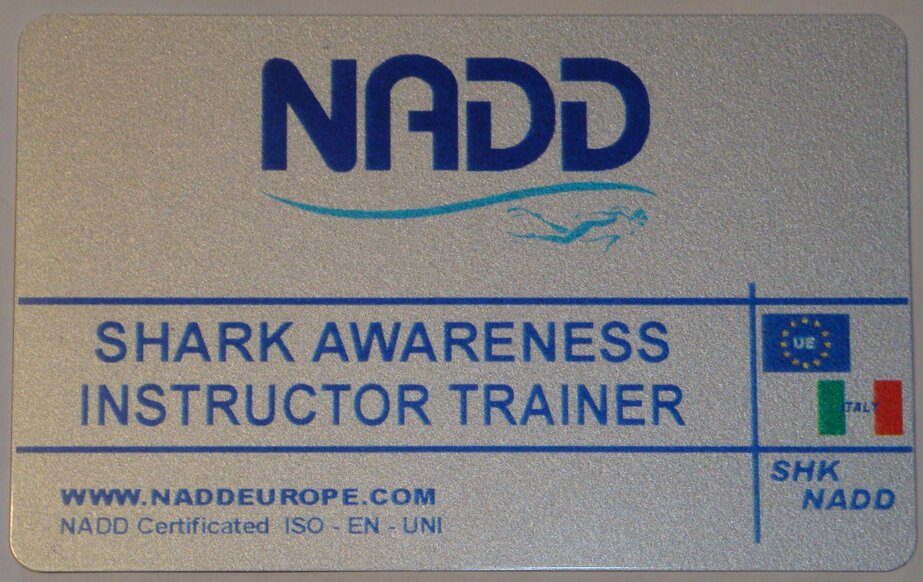 NADD
SHARK AWARENESS
INSTRUCTOR TRAINER
UE
ITALY
WWW.NADDEUROPE.COM
NADD Certificated ISO - EN - UNI
SHK
NADD